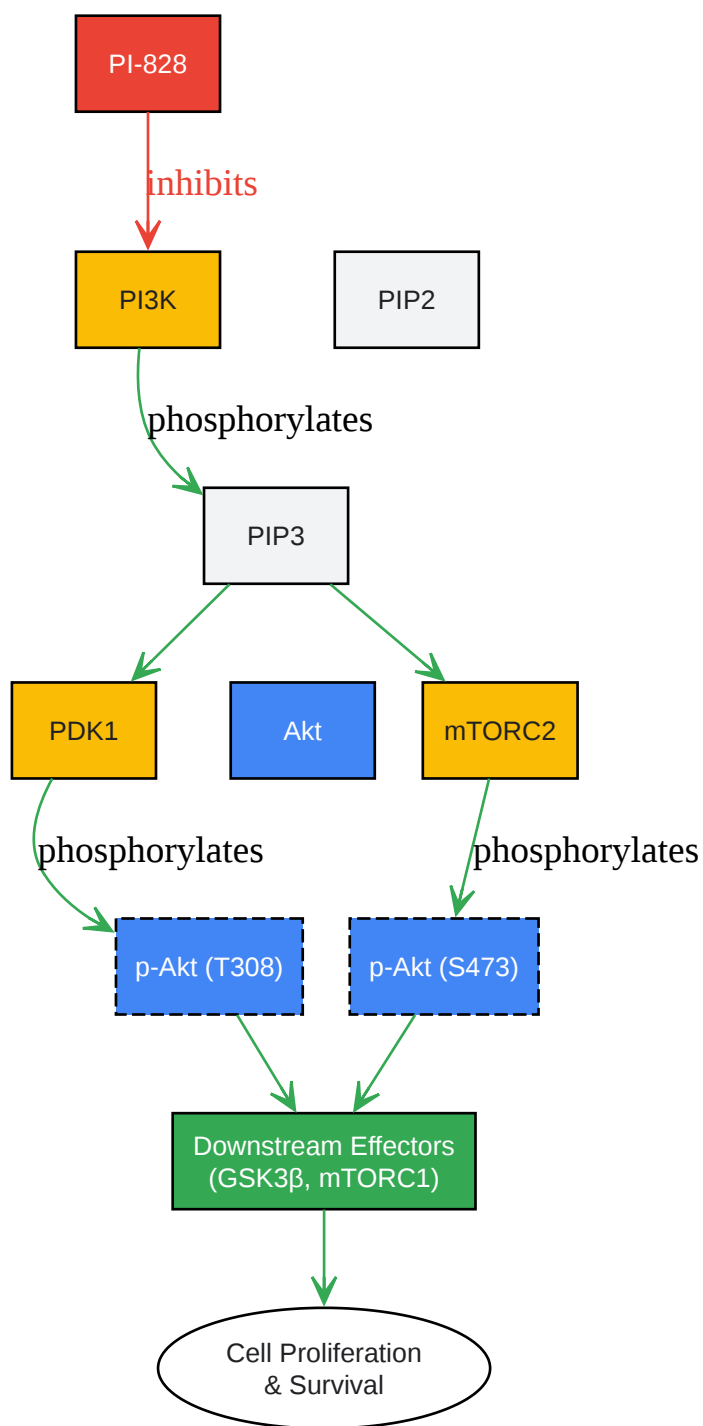 PI-828
inhibits
PI3K
PIP2
phosphorylates
PIP3
PDK1
Akt
mTORC2
phosphorylates
phosphorylates
p-Akt (T308)
p-Akt (S473)
Downstream Effectors
(GSK3β, mTORC1)
Cell Proliferation
& Survival